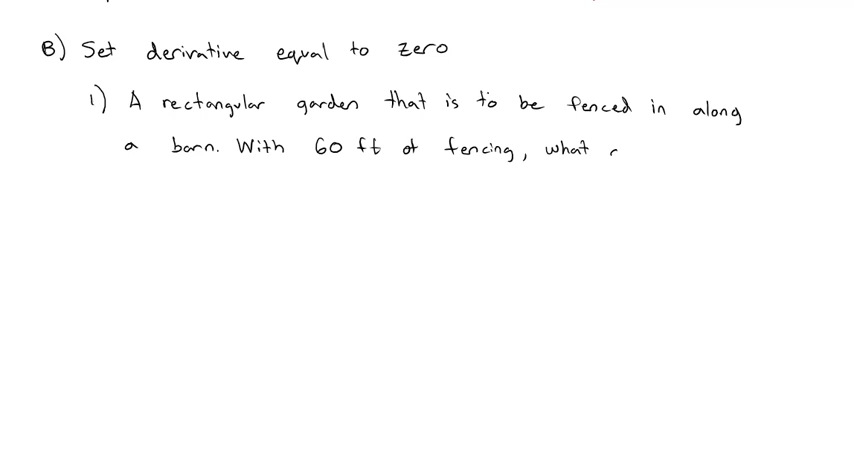 B) Set derivative equal to zero
1) A rectangular garden that is to be fenced in along
a barn. With 60 ft of fencing, what